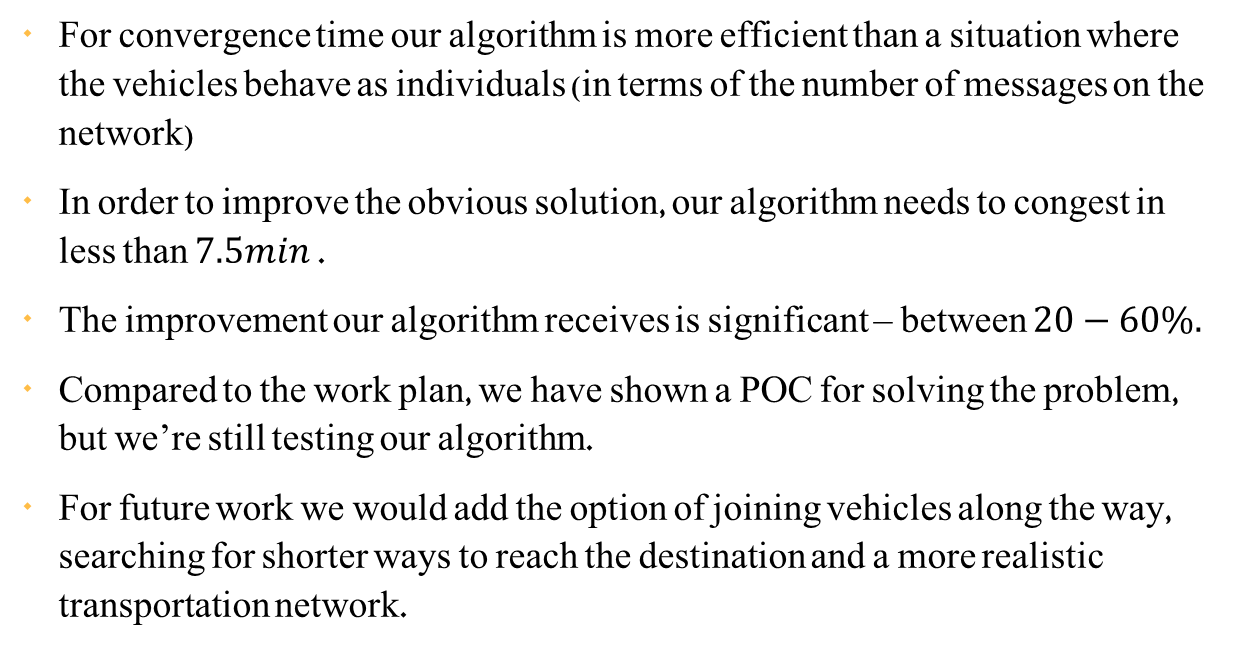 For convergence time our algorithm is more efficient than a situation where
the vehicles behave as individuals (in terms of the number of messages on the
network)
In order to improve the obvious solution, our algorithm needs to congest in
less than 7.5min .
The improvement our algorithm receives is significant – between 20 − 60%.
Compared to the work plan, we have shown a POC for solving the problem,
but we’re still testing our algorithm.
For future work we would add the option of joining vehicles along the way,
searching for shorter ways to reach the destination and a more realistic
transportation network.